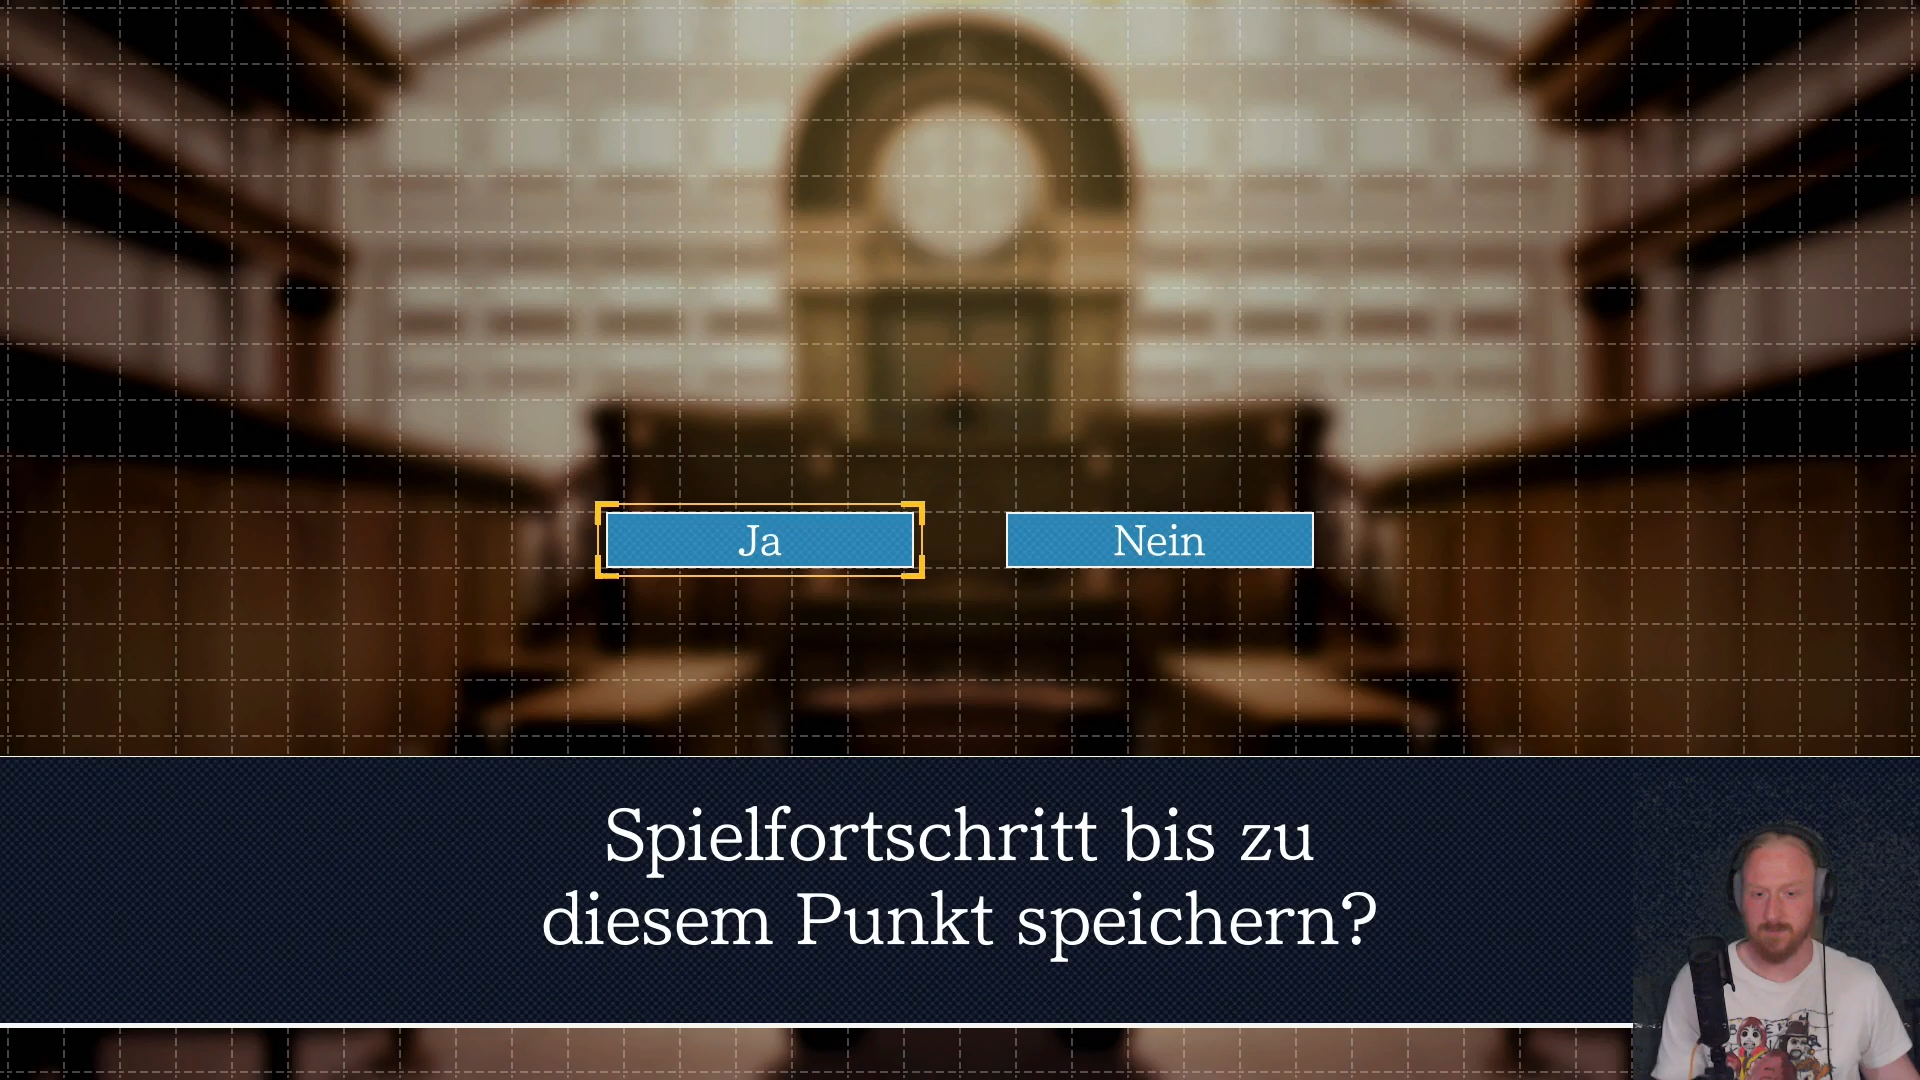 Ja
Nein
Spielfortschritt bis zu
diesem Punkt speichern?